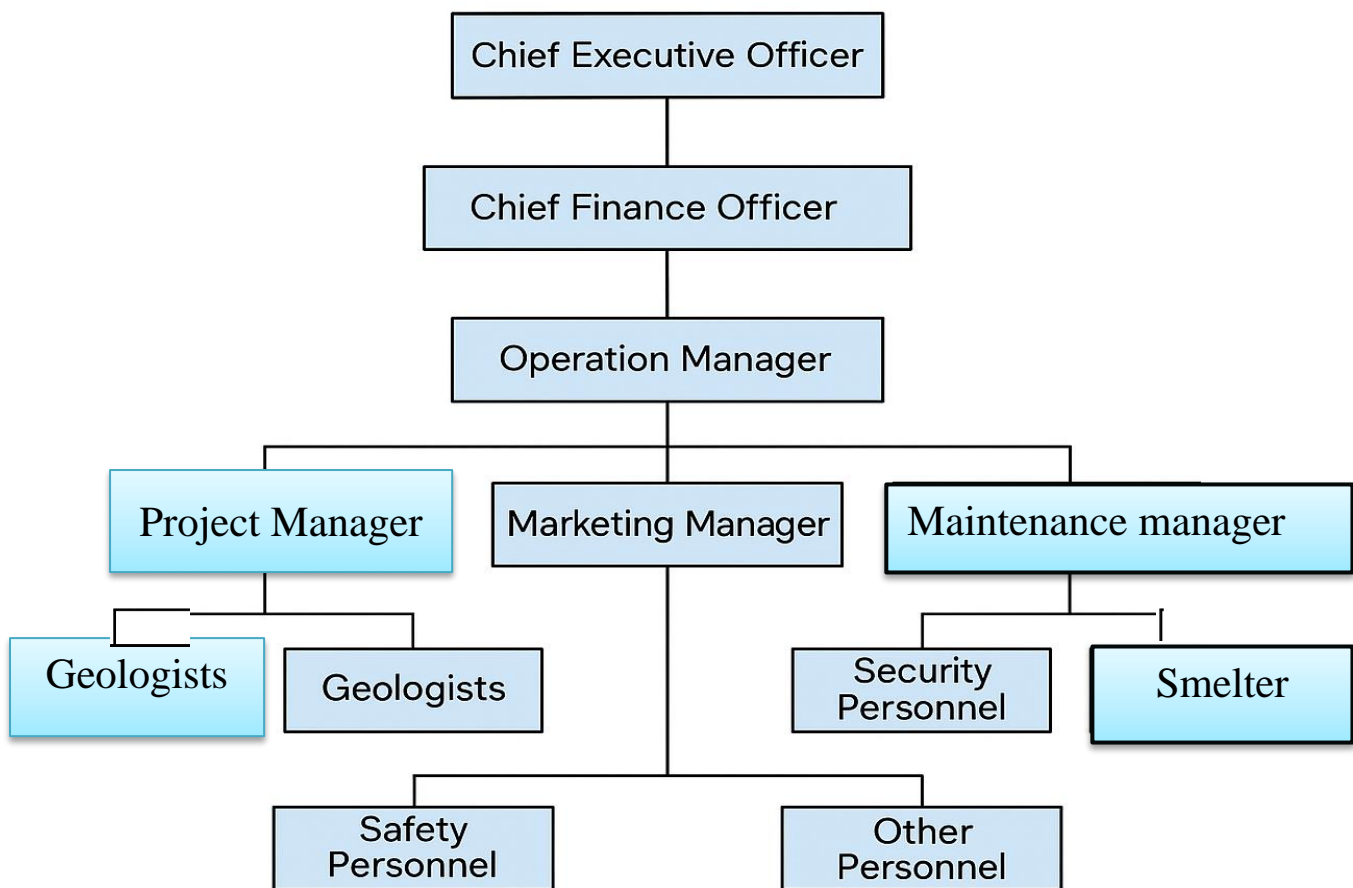 Chief Executive Officer
Chief Finance Officer
Operation Manager
Project Manager
Marketing Manager
Maintenance manager
Geologists
Geologists
Security
Personnel
Smelter
Safety
Personnel
Other
Personnel